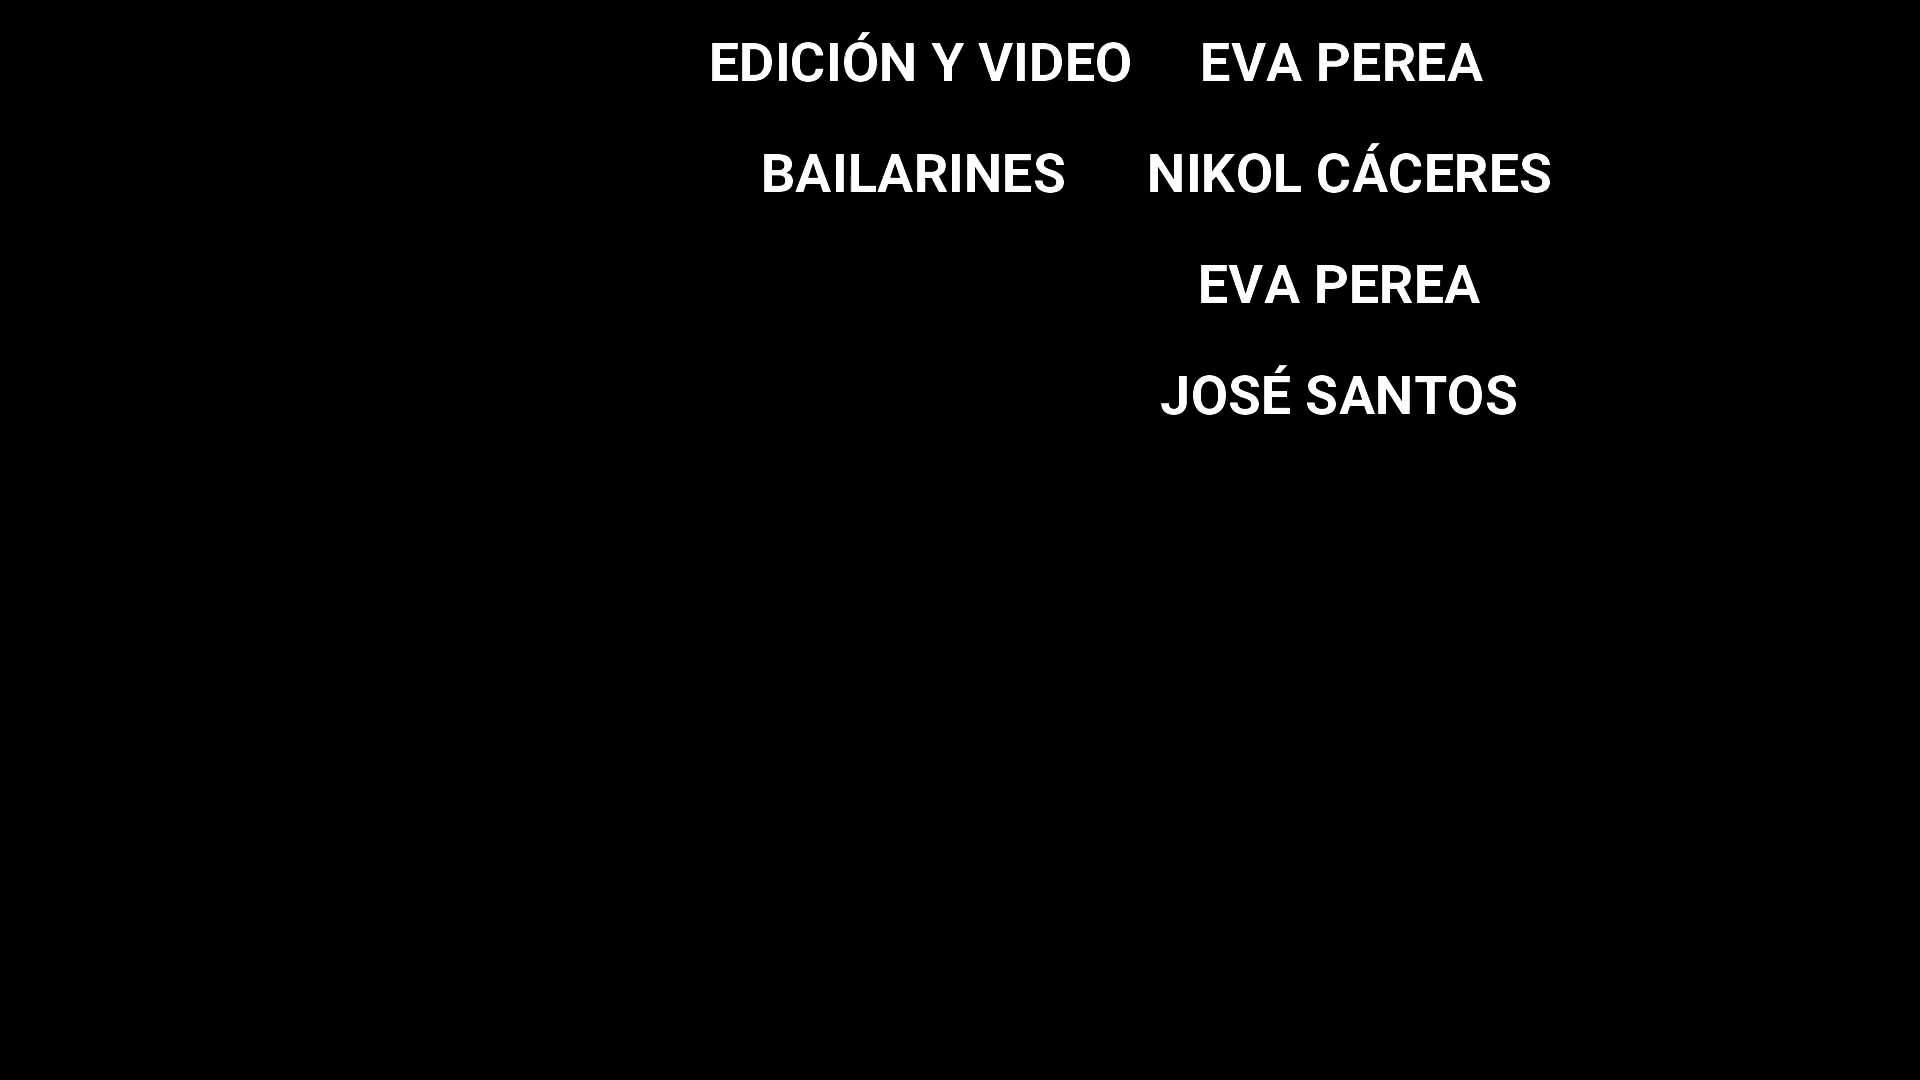 EDICIÓN Y VIDEO EVA PEREA
BAILARINES NIKOL CÁCERES
EVA PEREA
JOSÉ SANTOS